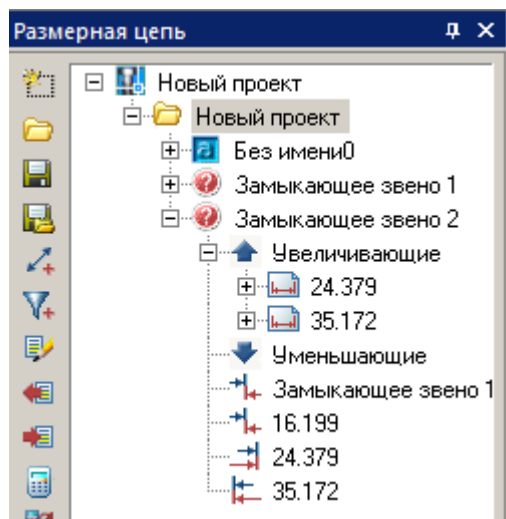 Размерная цепь
Новый проект
Новый проект
Без имени0
Замыкающее звено 1
Замыкающее звено 2
Увеличивающие
24.379
35.172
Уменьшающие
Замыкающее звено 1
16.199
24.379
35.172